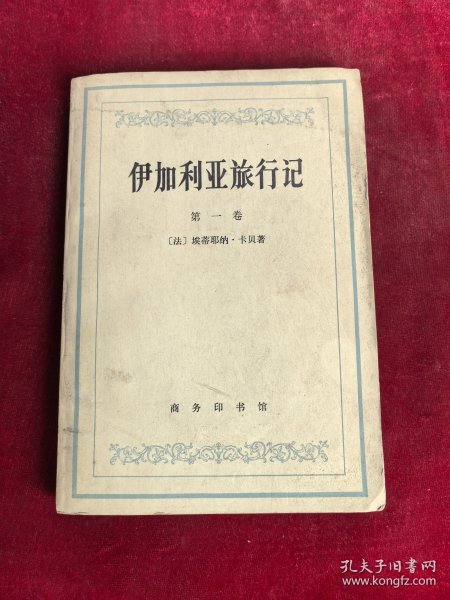 伊加利亚旅行记
第一卷
〔法〕埃蒂耶纳·卡贝著
商务印书馆
孔夫子旧书网
www.kongfz.com